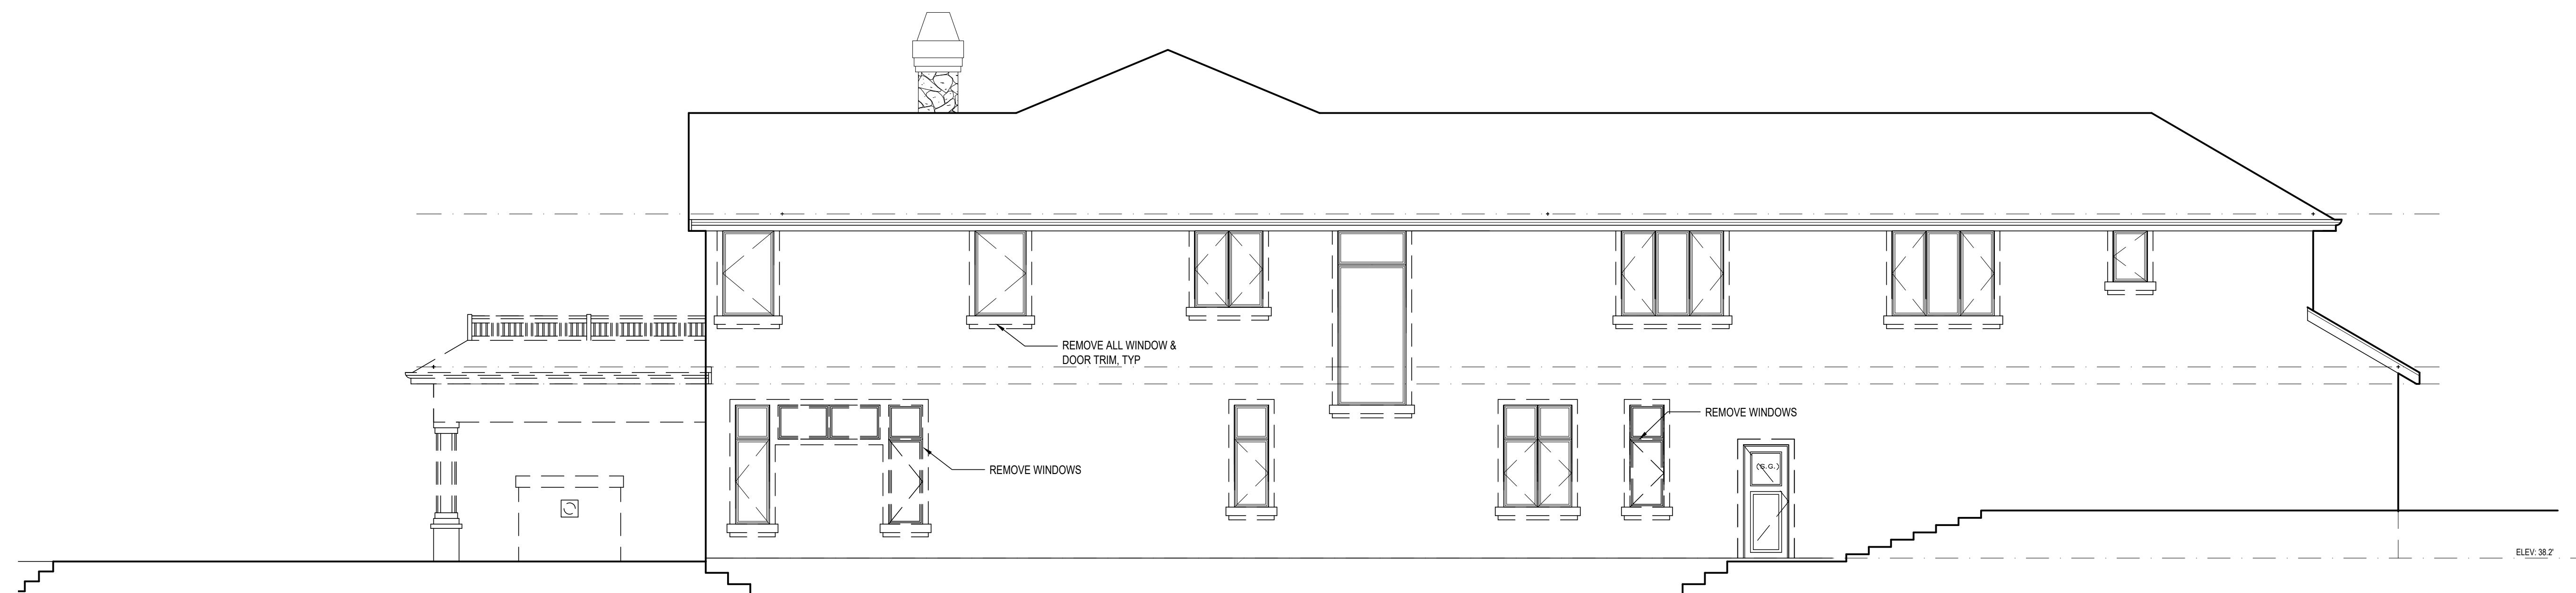 REMOVE ALL WINDOW &
DOOR TRIM, TYP
REMOVE WINDOWS
REMOVE WINDOWS
(S.G.)
ELEV: 38.2'